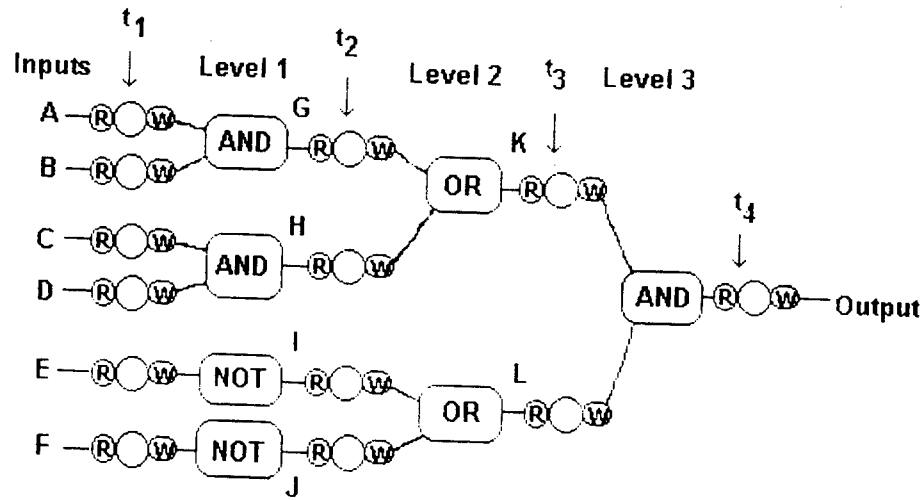 t1
t2
t3
t4
Inputs
Level 1
Level 2
Level 3
A R W
B R W
AND
G
R W
C R W
D R W
AND
H
R W
OR
K
R W
E R W
NOT
I
R W
F R W
NOT
J
R W
OR
L
R W
AND
R W
Output